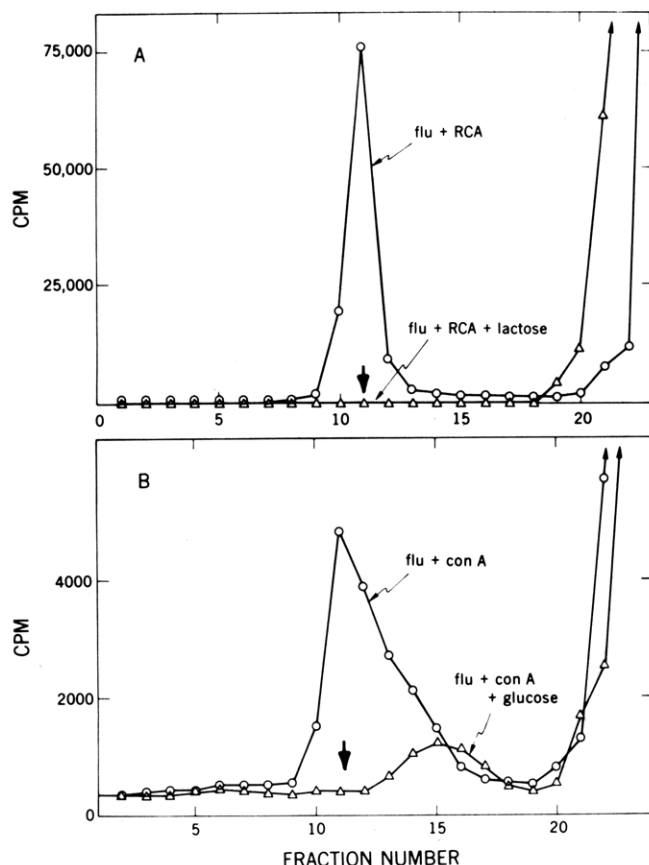 A
75,000
50,000
25,000
CPM
flu + RCA
flu + RCA + lactose
0
5
10
15
20
B
4000
2000
0
CPM
flu + con A
flu + con A
+ glucose
5
10
15
20
FRACTION NUMBER